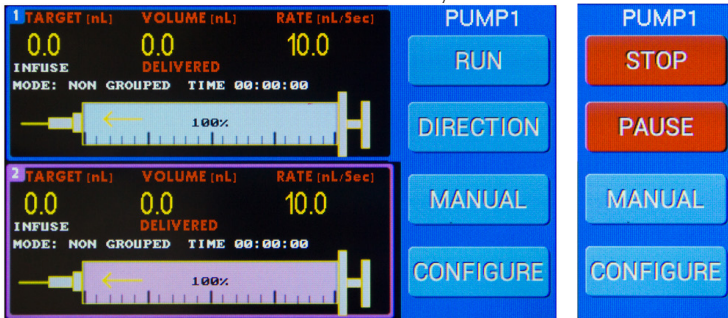 1 TARGET [nL] VOLUME [nL] RATE [nL/Sec]
0.0 0.0 10.0
INFUSE DELIVERED
MODE: NON GROUPED TIME 00:00:00
100%
2 TARGET [nL] VOLUME [nL] RATE [nL/Sec]
0.0 0.0 10.0
INFUSE DELIVERED
MODE: NON GROUPED TIME 00:00:00
100%
PUMP1
RUN
DIRECTION
MANUAL
CONFIGURE
PUMP1
STOP
PAUSE
MANUAL
CONFIGURE